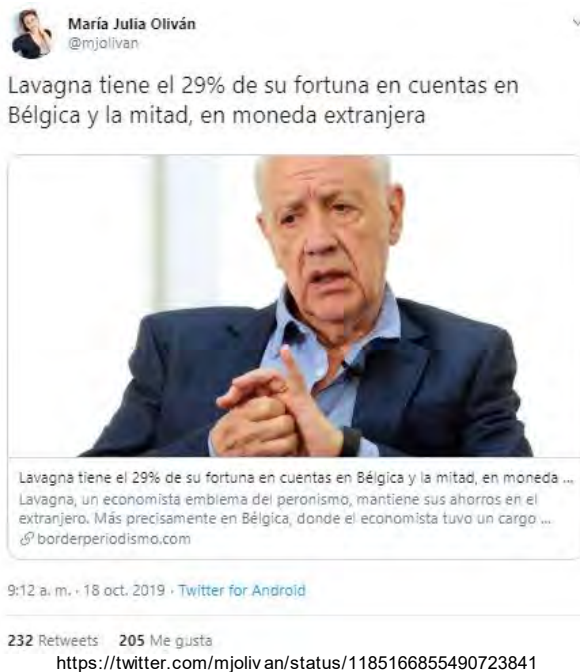 María Julia Oliván
@mjolivan
Lavagna tiene el 29% de su fortuna en cuentas en
Bélgica y la mitad, en moneda extranjera
Lavagna tiene el 29% de su fortuna en cuentas en Bélgica y la mitad, en moneda ...
Lavagna, un economista emblema del peronismo, mantiene sus ahorros en el
extranjero. Más precisamente en Bélgica, donde el economista tuvo un cargo ...
borderperiodismo.com
9:12 a. m. · 18 oct. 2019 · Twitter for Android
232 Retweets 205 Me gusta
https://twitter.com/mjolivan/status/1185166855490723841